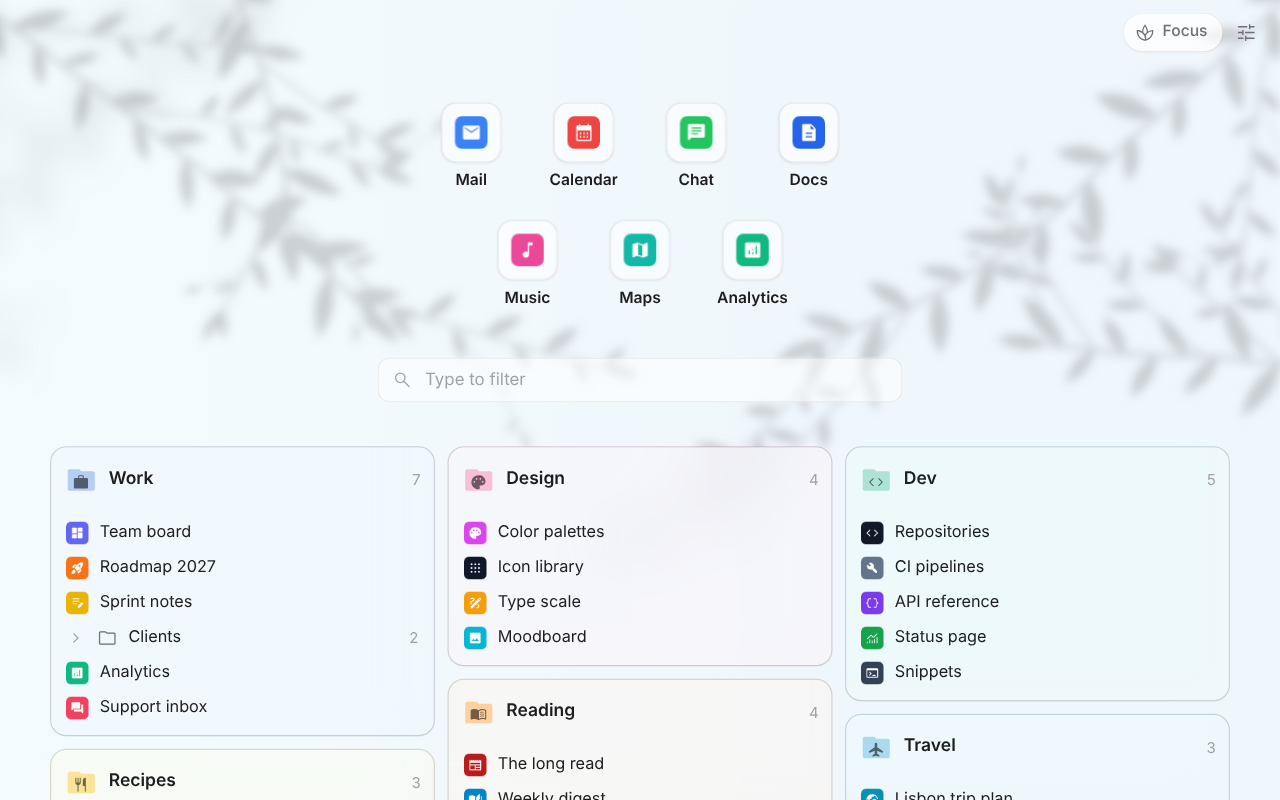 Focus
Mail
Calendar
Chat
Docs
Music
Maps
Analytics
Type to filter
Work 7
Team board
Roadmap 2027
Sprint notes
Clients 2
Analytics
Support inbox
Recipes 3
Design 4
Color palettes
Icon library
Type scale
Moodboard
Reading 4
The long read
Weekly digest
Dev 5
Repositories
CI pipelines
API reference
Status page
Snippets
Travel 3
Lisbon trip plan